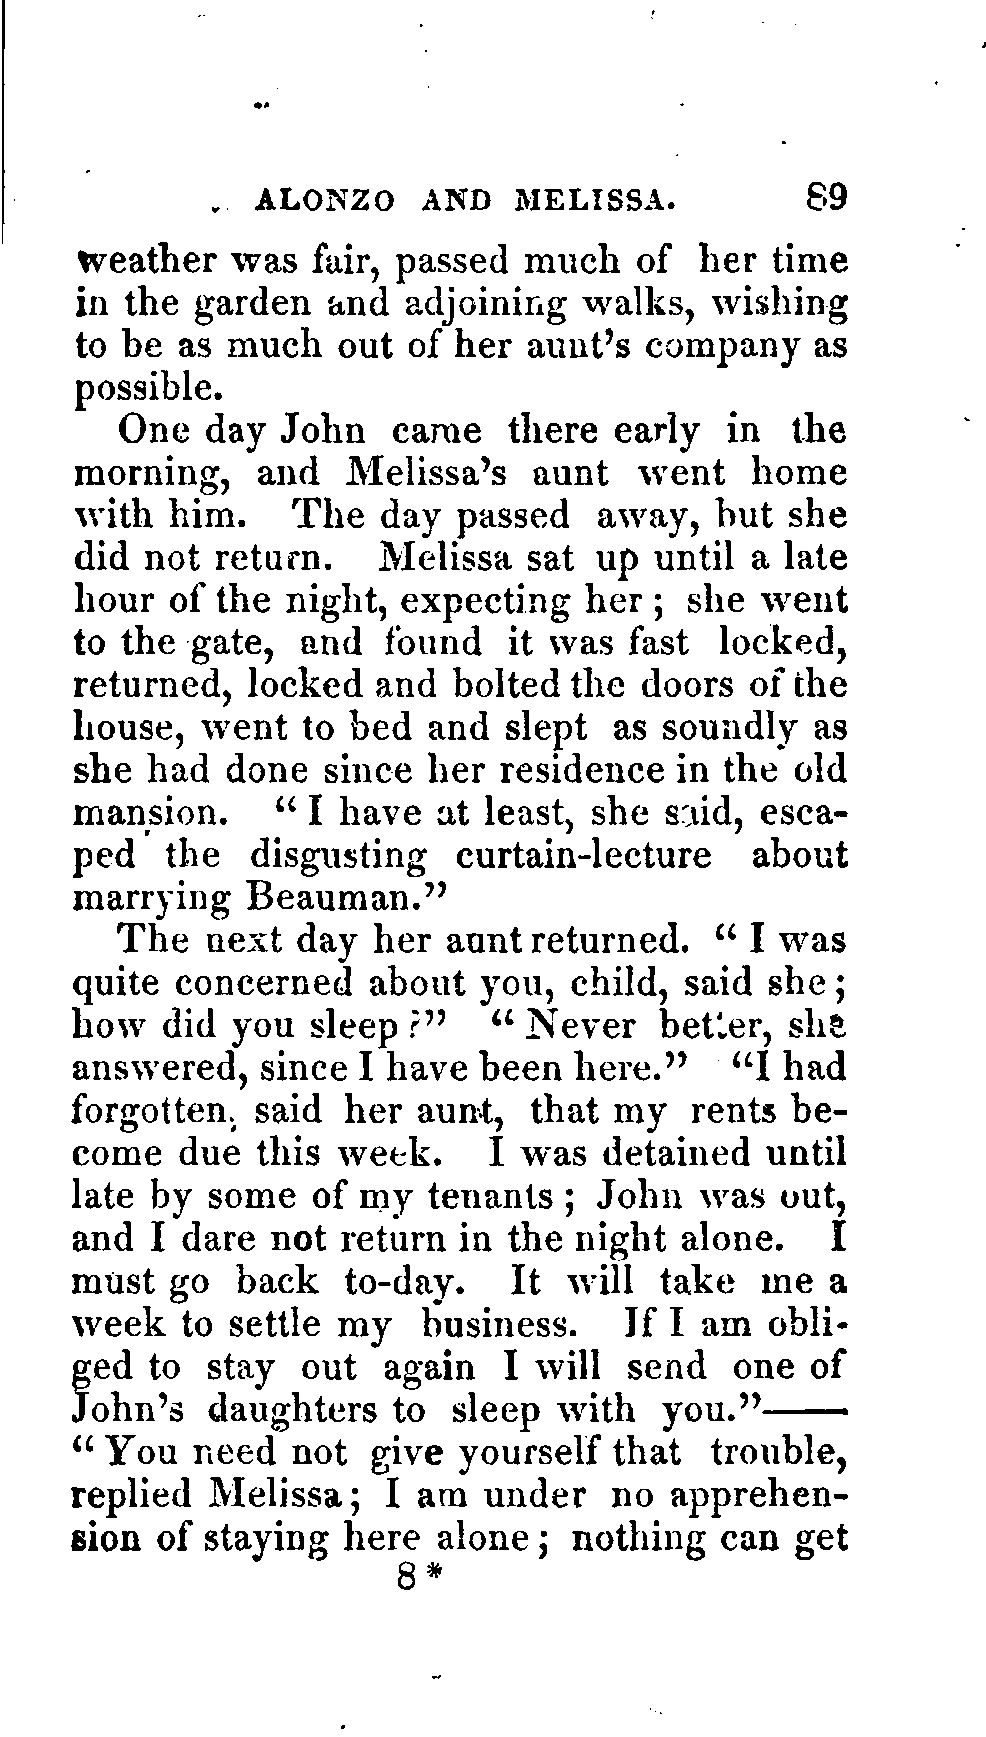 ALONZO AND MELISSA. 89
weather was fair, passed much of her time
in the garden and adjoining walks, wishing
to be as much out of her aunt's company as
possible.
One day John came there early in the
morning, and Melissa's aunt went home
with him. The day passed away, but she
did not return. Melissa sat up until a late
hour of the night, expecting her; she went
to the gate, and found it was fast locked,
returned, locked and bolted the doors of the
house, went to bed and slept as soundly as
she had done since her residence in the old
mansion. "I have at least, she said, esca-
ped the disgusting curtain-lecture about
marrying Beauman."
The next day her aunt returned. "I was
quite concerned about you, child, said she;
how did you sleep?" "Never better, she
answered, since I have been here." "I had
forgotten, said her aunt, that my rents be-
come due this week. I was detained until
late by some of my tenants; John was out,
and I dare not return in the night alone. I
must go back to-day. It will take me a
week to settle my business. If I am obli-
ged to stay out again I will send one of
John's daughters to sleep with you."——
"You need not give yourself that trouble,
replied Melissa; I am under no apprehen-
sion of staying here alone; nothing can get
8*